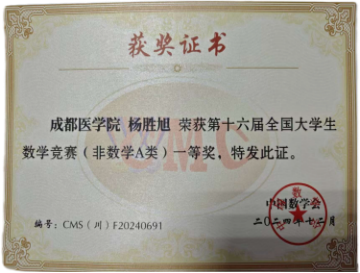 获奖证书
成都医学院 杨胜旭 荣获第十六届全国大学生
数学竞赛（非数学A类）一等奖，特发此证。
中国数学会
编号：CMS（川）F20240691
二〇二四年十二月